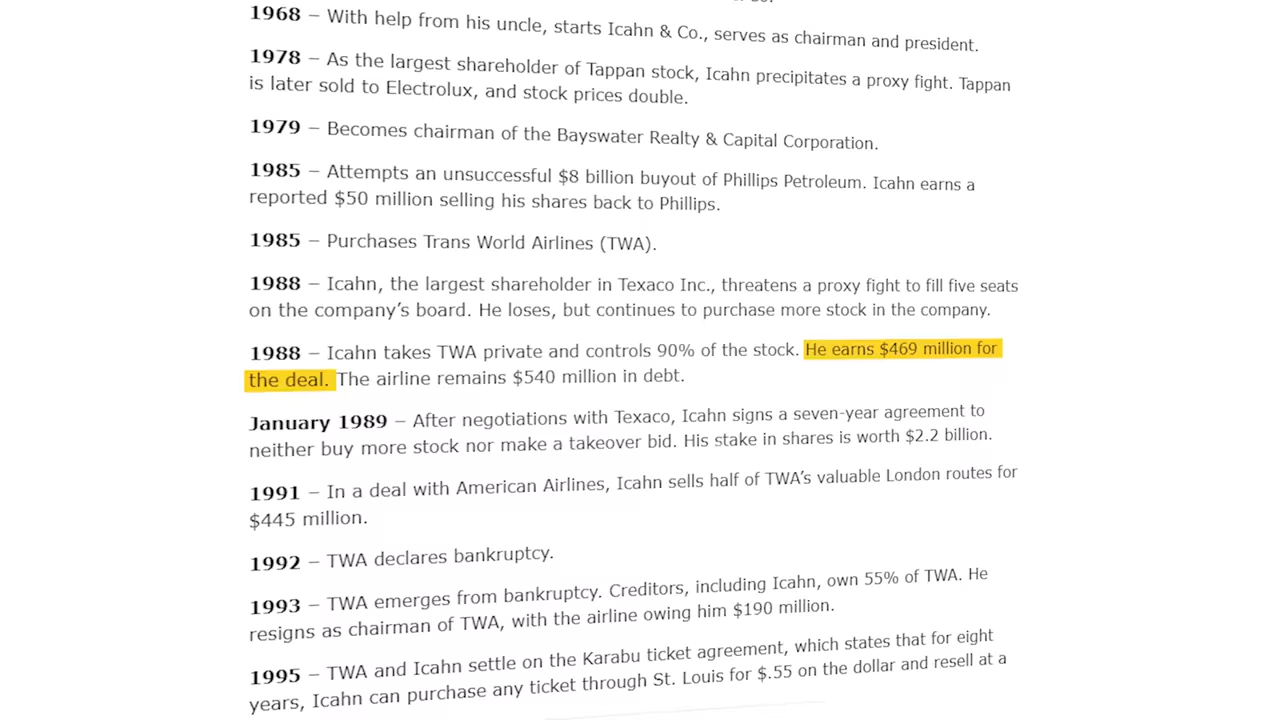 1968 – With help from his uncle, starts Icahn & Co., serves as chairman and president.
1978 – As the largest shareholder of Tappan stock, Icahn precipitates a proxy fight. Tappan
is later sold to Electrolux, and stock prices double.
1979 – Becomes chairman of the Bayswater Realty & Capital Corporation.
1985 – Attempts an unsuccessful $8 billion buyout of Phillips Petroleum. Icahn earns a
reported $50 million selling his shares back to Phillips.
1985 – Purchases Trans World Airlines (TWA).
1988 – Icahn, the largest shareholder in Texaco Inc., threatens a proxy fight to fill five seats
on the company’s board. He loses, but continues to purchase more stock in the company.
1988 – Icahn takes TWA private and controls 90% of the stock. He earns $469 million for
the deal. The airline remains $540 million in debt.
January 1989 – After negotiations with Texaco, Icahn signs a seven-year agreement to
neither buy more stock nor make a takeover bid. His stake in shares is worth $2.2 billion.
1991 – In a deal with American Airlines, Icahn sells half of TWA’s valuable London routes for
$445 million.
1992 – TWA declares bankruptcy.
1993 – TWA emerges from bankruptcy. Creditors, including Icahn, own 55% of TWA. He
resigns as chairman of TWA, with the airline owing him $190 million.
1995 – TWA and Icahn settle on the Karabu ticket agreement, which states that for eight
years, Icahn can purchase any ticket through St. Louis for $.55 on the dollar and resell at a